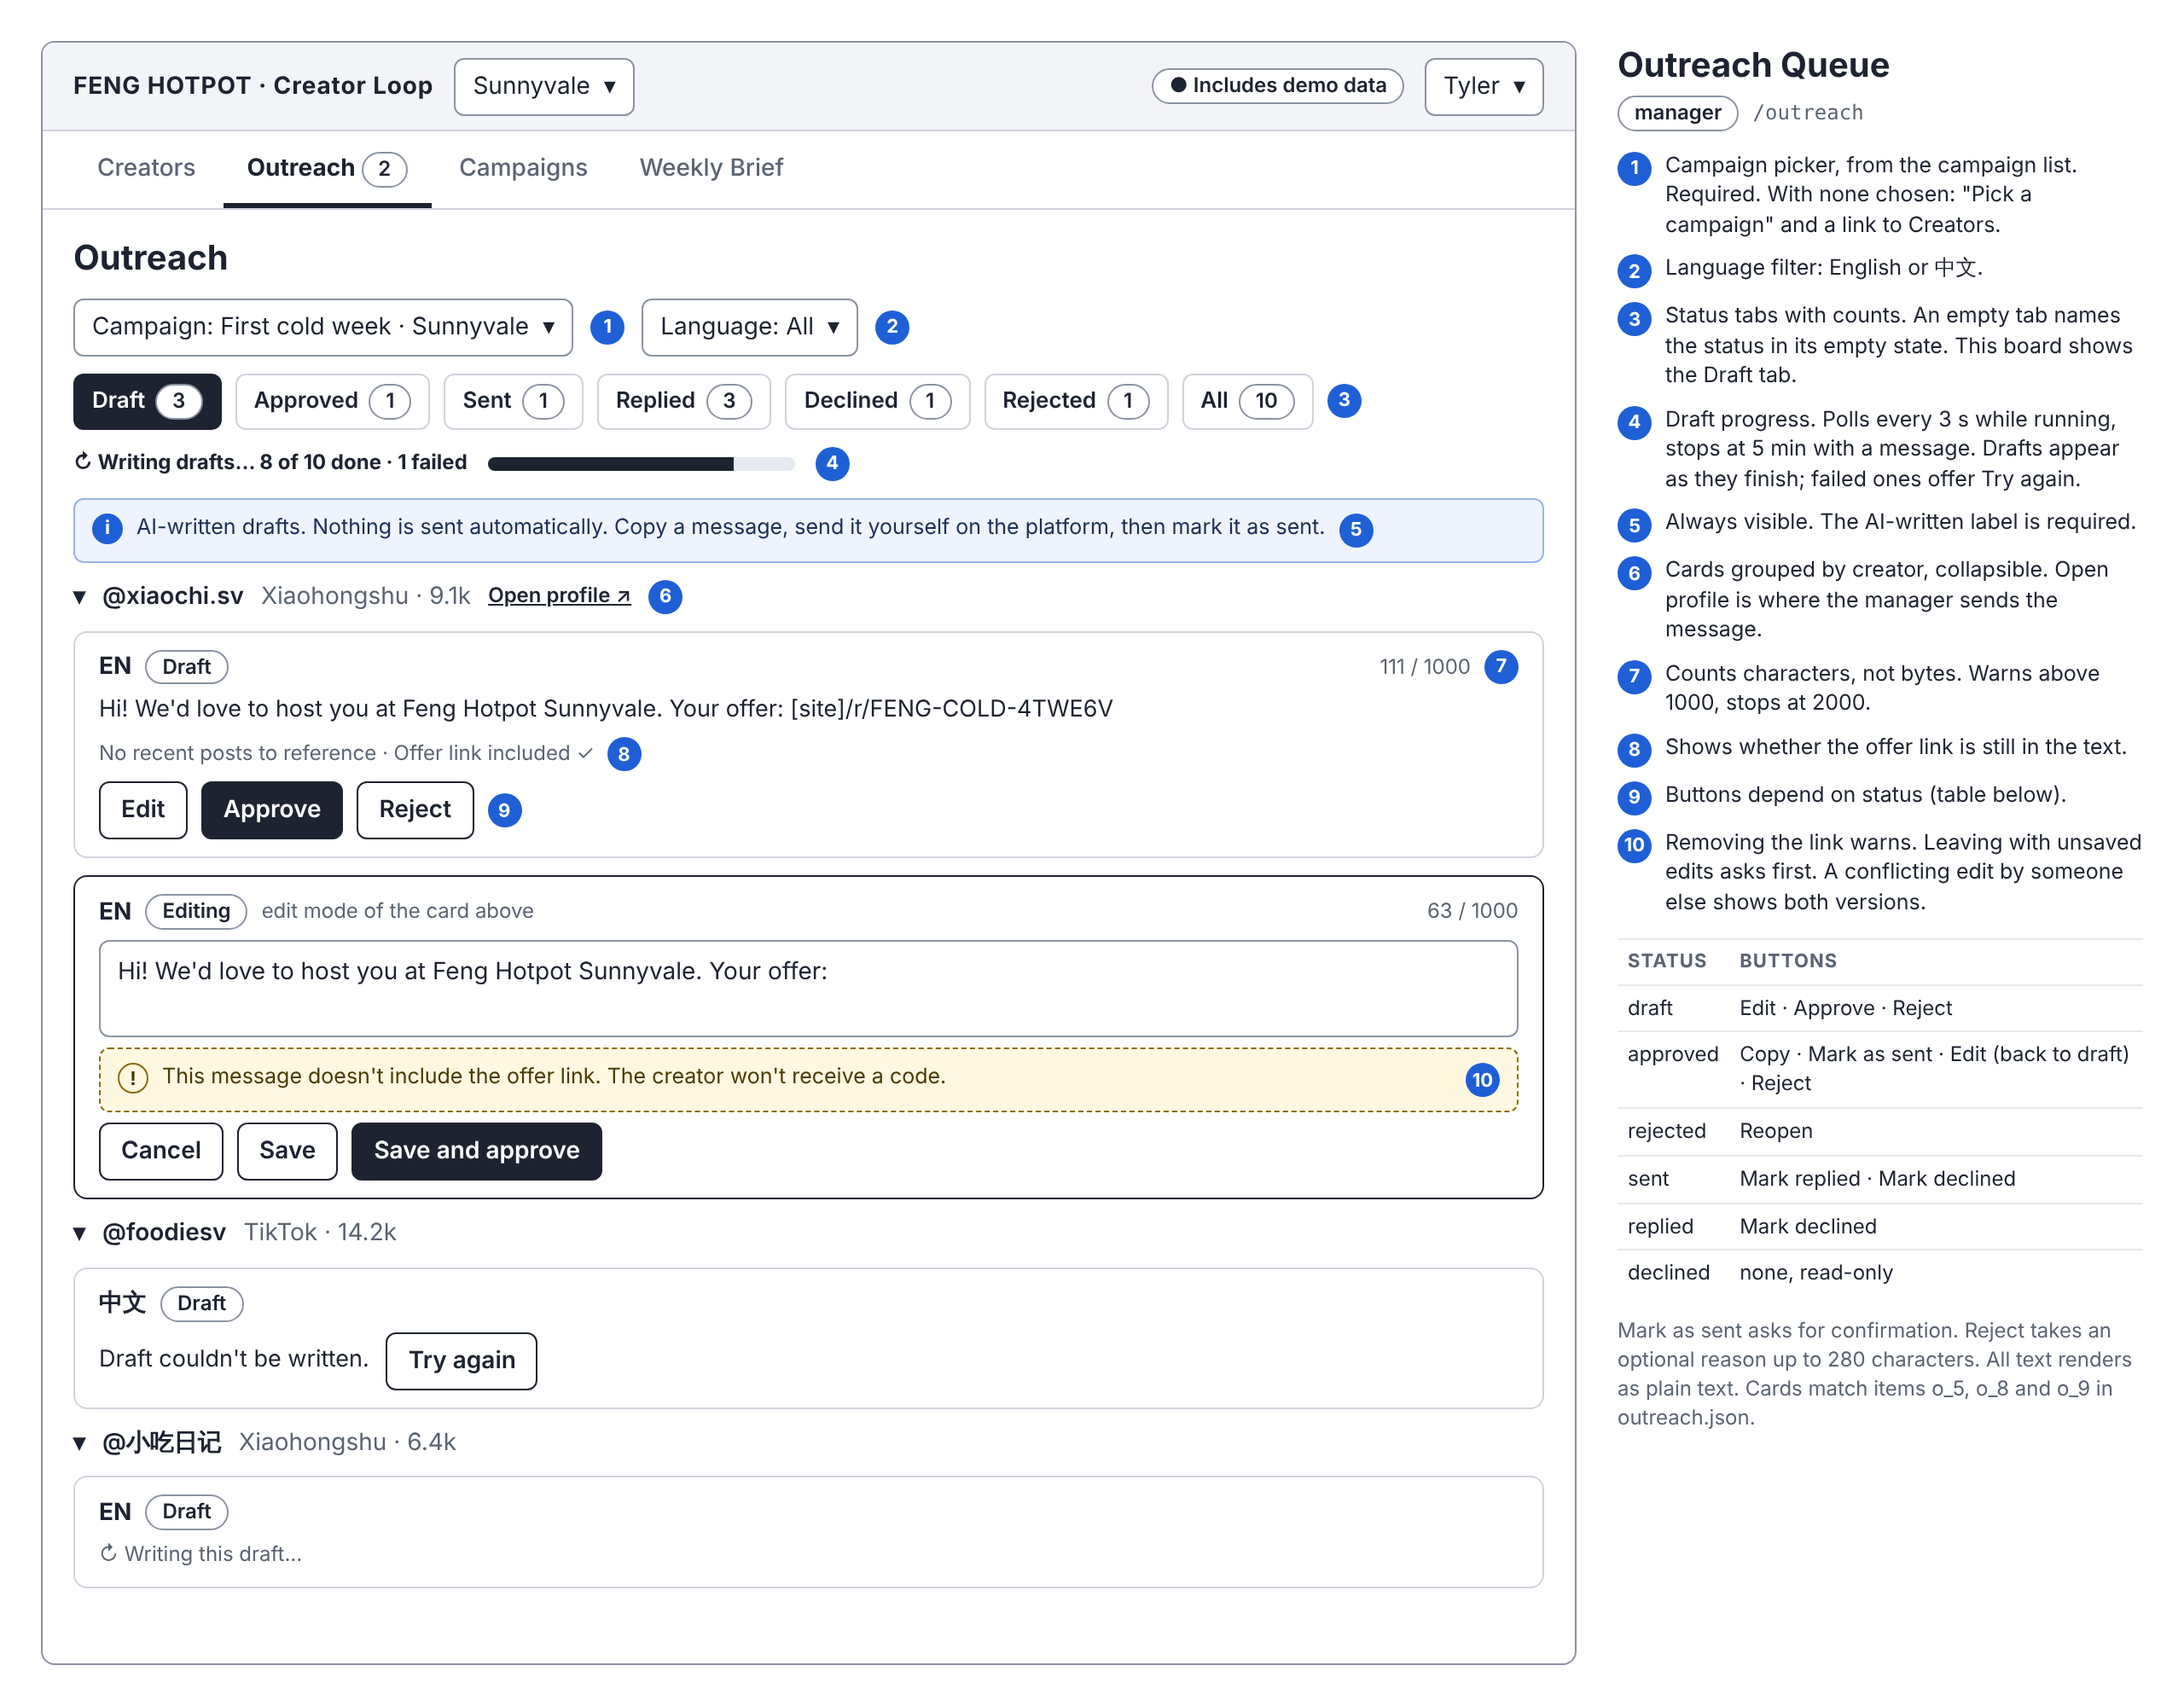 FENG HOTPOT · Creator Loop
Sunnyvale ▾
● Includes demo data
Tyler ▾
Creators
Outreach 2
Campaigns
Weekly Brief
Outreach
Campaign: First cold week · Sunnyvale ▾
1
Language: All ▾
2
Draft 3
Approved 1
Sent 1
Replied 3
Declined 1
Rejected 1
All 10
3
↻ Writing drafts… 8 of 10 done · 1 failed
4
i AI-written drafts. Nothing is sent automatically. Copy a message, send it yourself on the platform, then mark it as sent. 5
▾ @xiaochi.sv Xiaohongshu · 9.1k Open profile ↗ 6
EN Draft
111 / 1000 7
Hi! We'd love to host you at Feng Hotpot Sunnyvale. Your offer: [site]/r/FENG-COLD-4TWE6V
No recent posts to reference · Offer link included ✓ 8
Edit
Approve
Reject
9
EN Editing edit mode of the card above
63 / 1000
Hi! We'd love to host you at Feng Hotpot Sunnyvale. Your offer:
! This message doesn't include the offer link. The creator won't receive a code. 10
Cancel
Save
Save and approve
▾ @foodiesv TikTok · 14.2k
中文 Draft
Draft couldn't be written. Try again
▾ @小吃日记 Xiaohongshu · 6.4k
EN Draft
↻ Writing this draft…
Outreach Queue
manager /outreach
1 Campaign picker, from the campaign list.
Required. With none chosen: "Pick a
campaign" and a link to Creators.
2 Language filter: English or 中文.
3 Status tabs with counts. An empty tab names
the status in its empty state. This board shows
the Draft tab.
4 Draft progress. Polls every 3 s while running,
stops at 5 min with a message. Drafts appear
as they finish; failed ones offer Try again.
5 Always visible. The AI-written label is required.
6 Cards grouped by creator, collapsible. Open
profile is where the manager sends the
message.
7 Counts characters, not bytes. Warns above
1000, stops at 2000.
8 Shows whether the offer link is still in the text.
9 Buttons depend on status (table below).
10 Removing the link warns. Leaving with unsaved
edits asks first. A conflicting edit by someone
else shows both versions.
STATUS BUTTONS
draft Edit · Approve · Reject
approved Copy · Mark as sent · Edit (back to draft)
· Reject
rejected Reopen
sent Mark replied · Mark declined
replied Mark declined
declined none, read-only
Mark as sent asks for confirmation. Reject takes an
optional reason up to 280 characters. All text renders
as plain text. Cards match items o_5, o_8 and o_9 in
outreach.json.